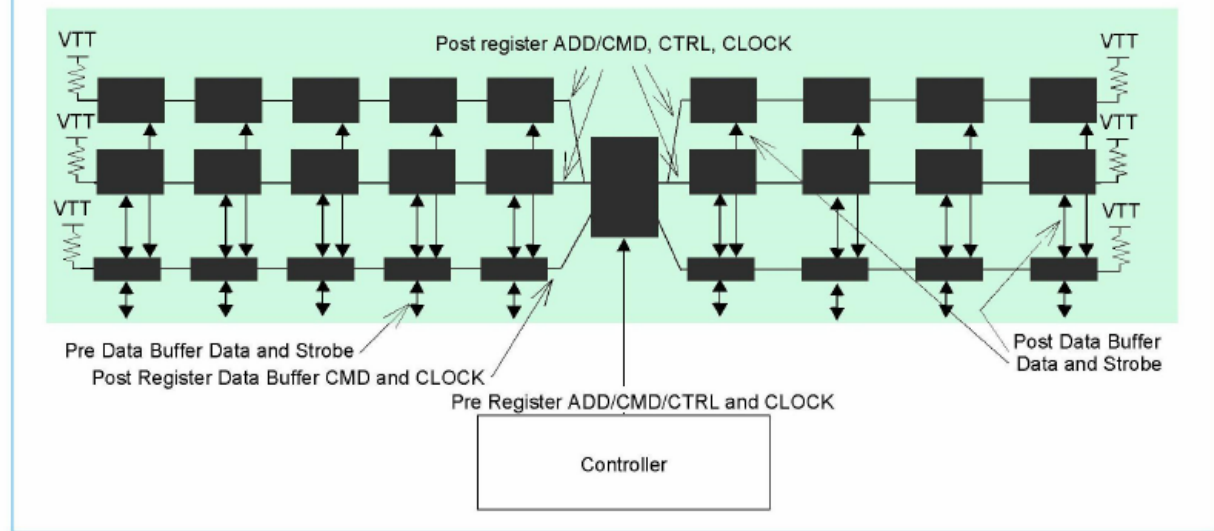 VTT
Post register ADD/CMD, CTRL, CLOCK
VTT
VTT
VTT
VTT
VTT
Pre Data Buffer Data and Strobe
Post Register Data Buffer CMD and CLOCK
Post Data Buffer
Data and Strobe
Pre Register ADD/CMD/CTRL and CLOCK
Controller